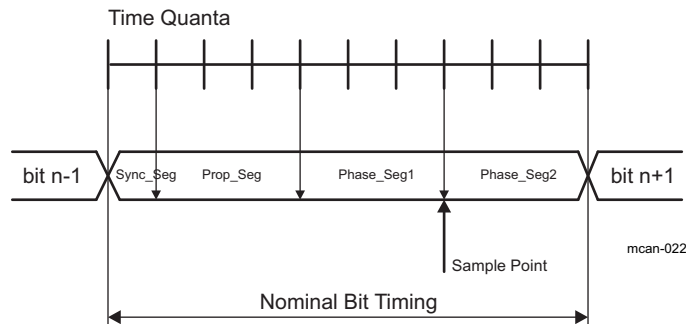 Time Quanta
bit n-1 Sync_Seg Prop_Seg Phase_Seg1 Phase_Seg2 bit n+1
mcan-022
Sample Point
Nominal Bit Timing